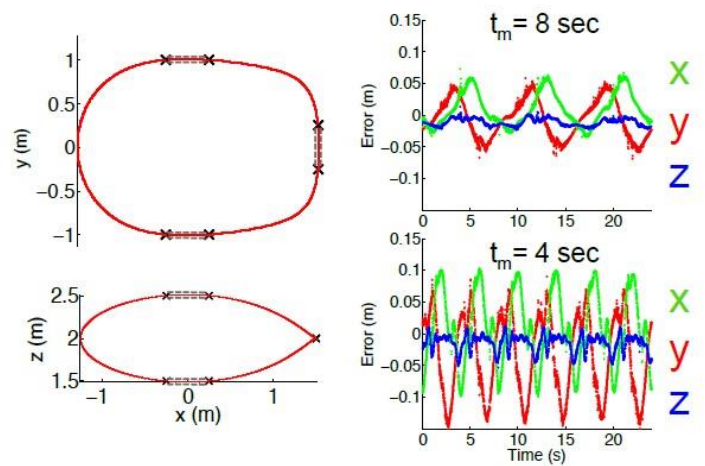 1
0.5
0
−0.5
−1
y (m)
2.5
2
1.5
z (m)
−1
0
1
x (m)
t_m= 8 sec
0.15
0.1
0.05
0
−0.05
−0.1
Error (m)
0
5
10
15
20
x
y
z
t_m= 4 sec
0.15
0.1
0.05
0
−0.05
−0.1
Error (m)
0
5
10
15
20
Time (s)
x
y
z